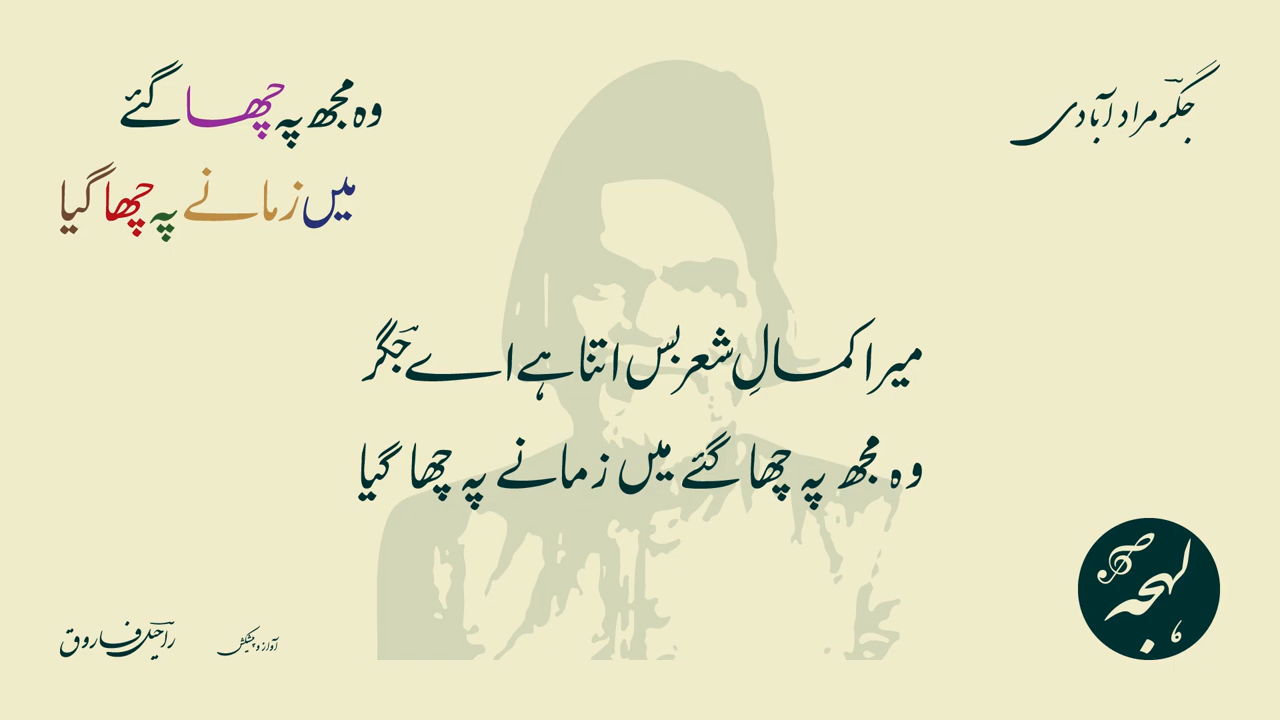 جگر مراد آبادی
وہ مجھ پہ چھا گئے
میں زمانے پہ چھا گیا
میرا کمالِ شعر بس اتنا ہے اے جگر
وہ مجھ پہ چھا گئے میں زمانے پہ چھا گیا
لہجہ
آواز و پیشکش
راحیل فاروق